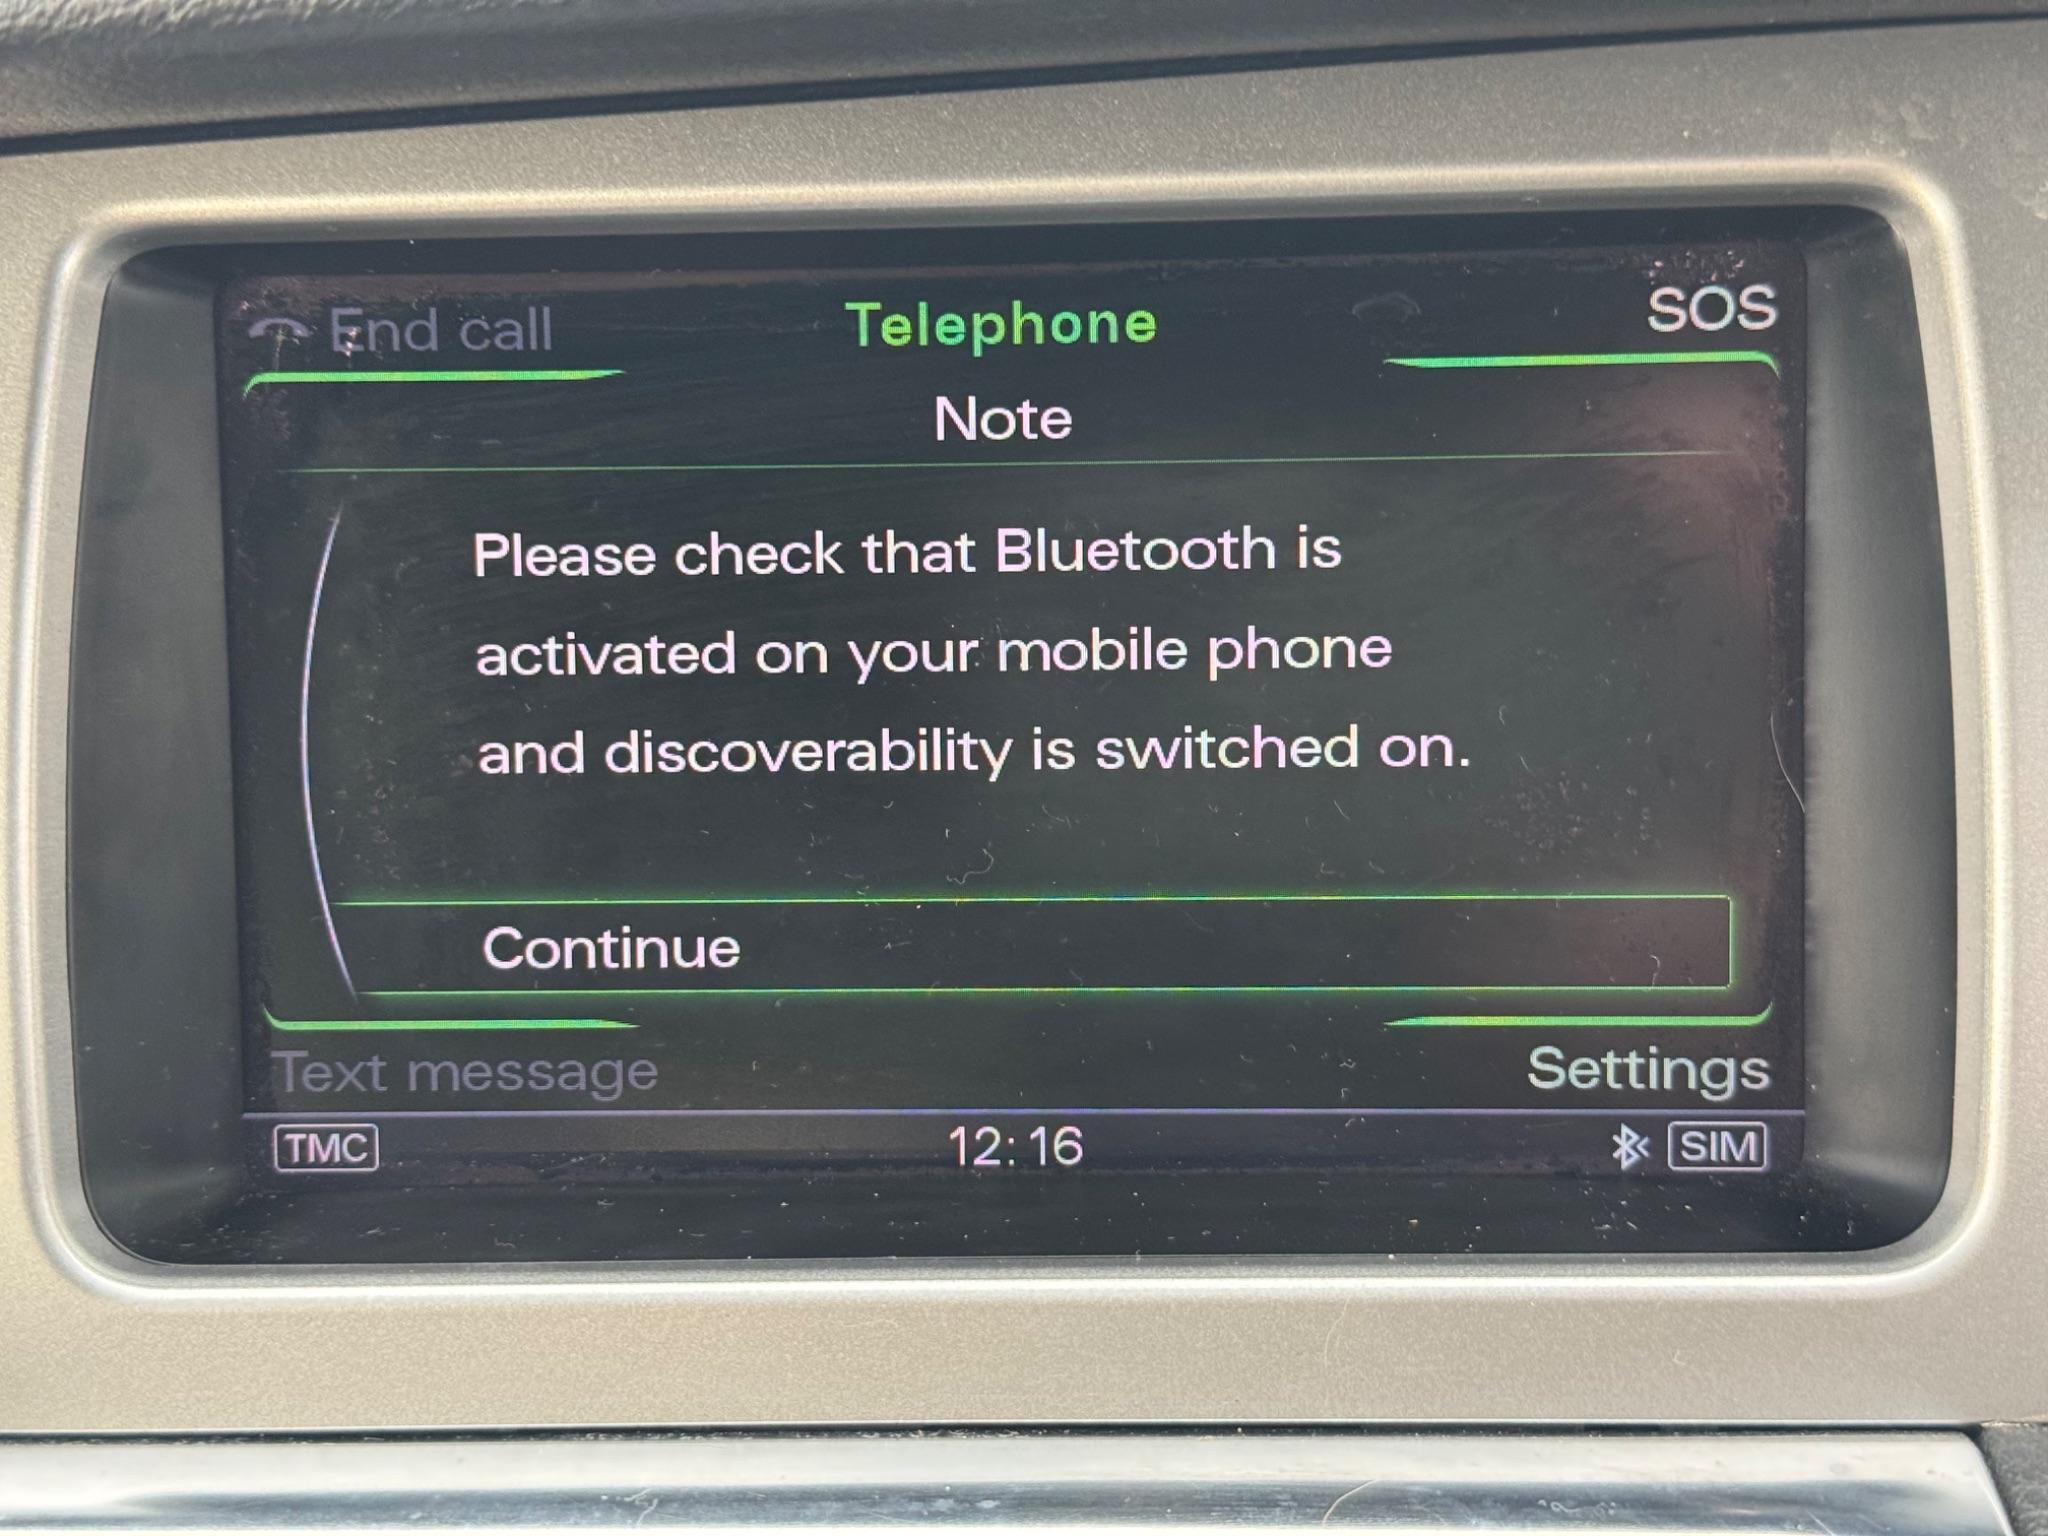 End call
Telephone
SOS
Note
Please check that Bluetooth is
activated on your mobile phone
and discoverability is switched on.
Continue
Text message
Settings
TMC
12:16
SIM